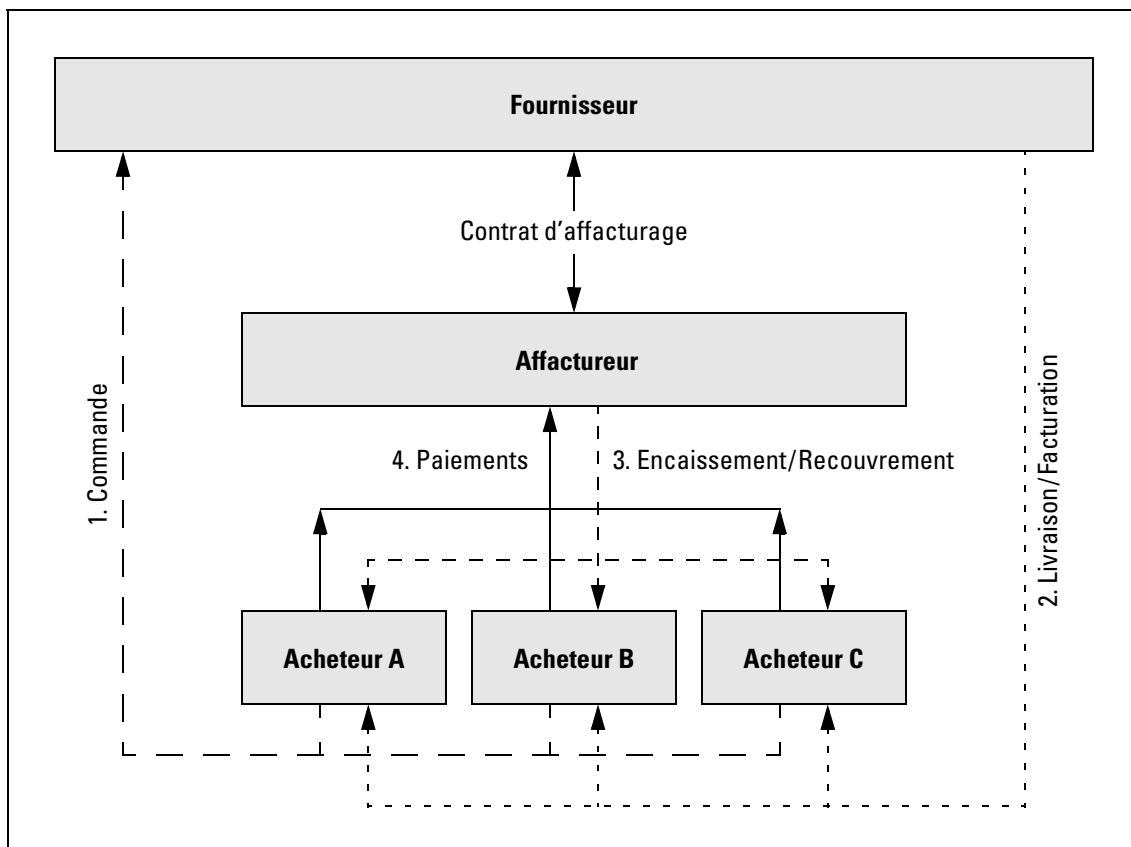 Fournisseur
Contrat d'affacturage
Affactureur
1. Commande
4. Paiements
3. Encaissement/Recouvrement
2. Livraison/Facturation
Acheteur A
Acheteur B
Acheteur C